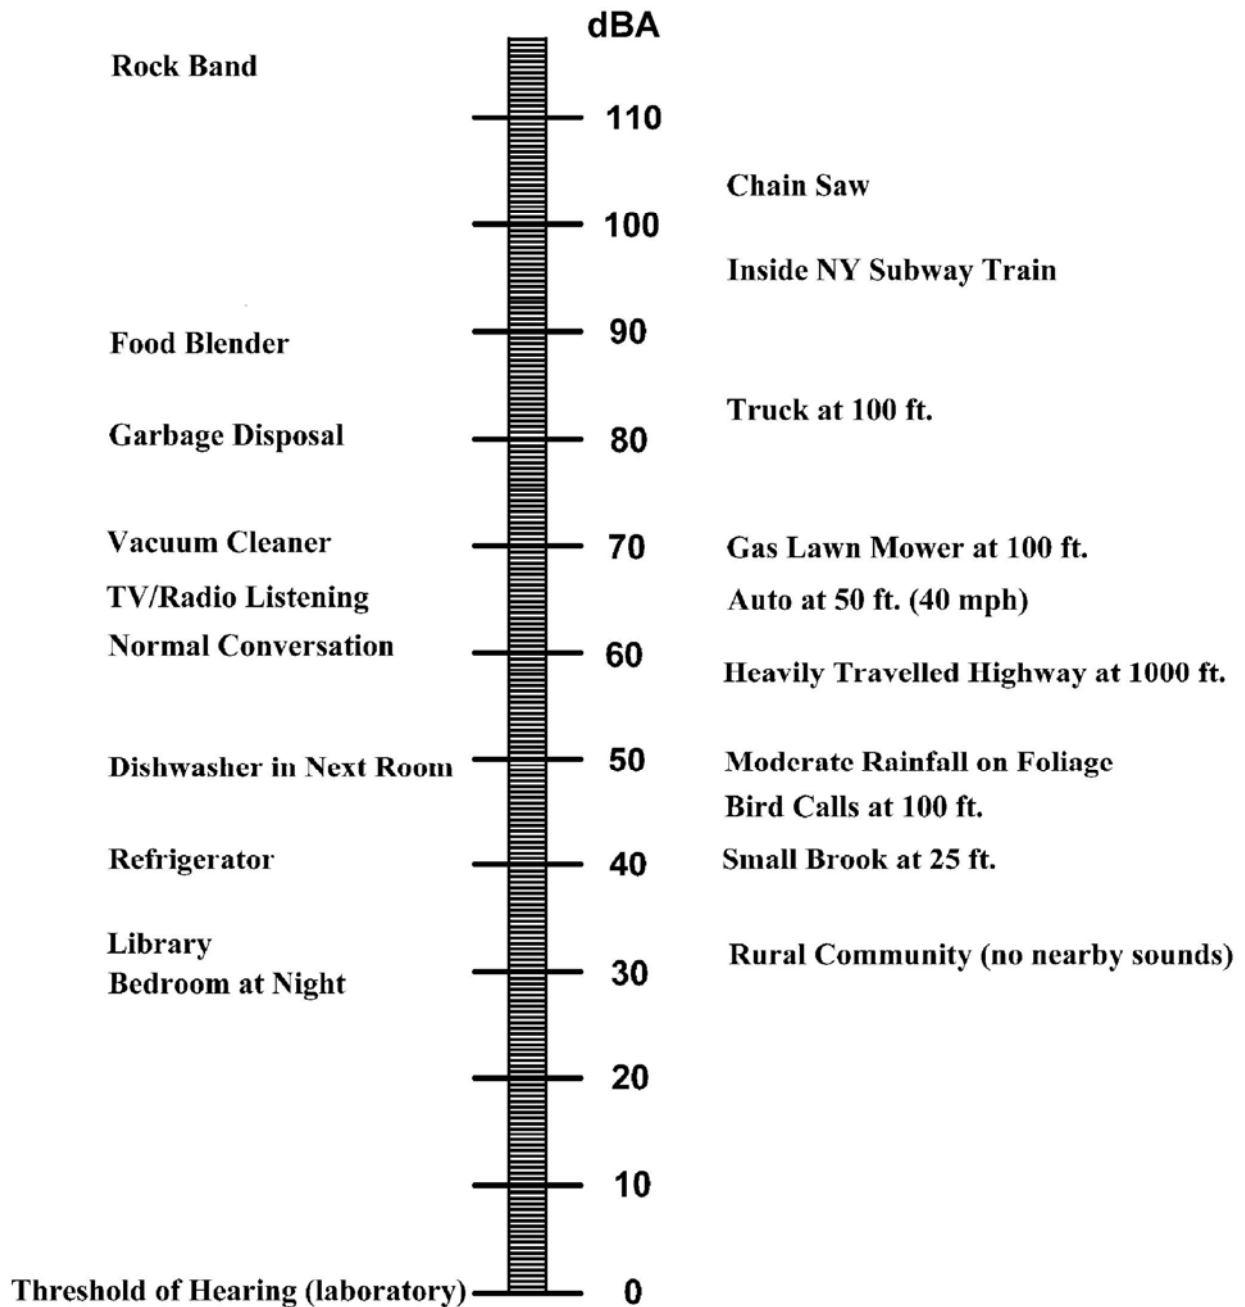 dBA
Rock Band
110
Chain Saw
100
Inside NY Subway Train
90
Food Blender
Truck at 100 ft.
Garbage Disposal
80
Vacuum Cleaner
70
Gas Lawn Mower at 100 ft.
TV/Radio Listening
Auto at 50 ft. (40 mph)
Normal Conversation
60
Heavily Travelled Highway at 1000 ft.
Dishwasher in Next Room
50
Moderate Rainfall on Foliage
Bird Calls at 100 ft.
Refrigerator
40
Small Brook at 25 ft.
Library
Rural Community (no nearby sounds)
Bedroom at Night
30
20
10
Threshold of Hearing (laboratory)
0